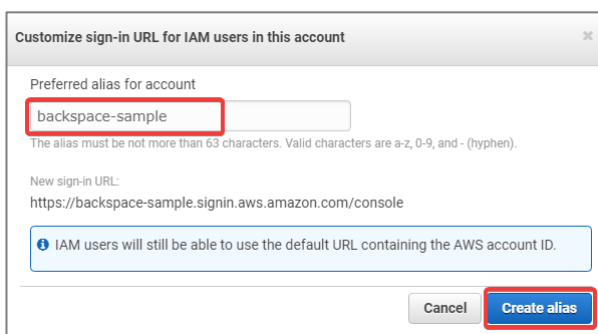 Customize sign-in URL for IAM users in this account
Preferred alias for account
backspace-sample
The alias must be not more than 63 characters. Valid characters are a-z, 0-9, and - (hyphen).
New sign-in URL:
https://backspace-sample.signin.aws.amazon.com/console
IAM users will still be able to use the default URL containing the AWS account ID.
Cancel Create alias